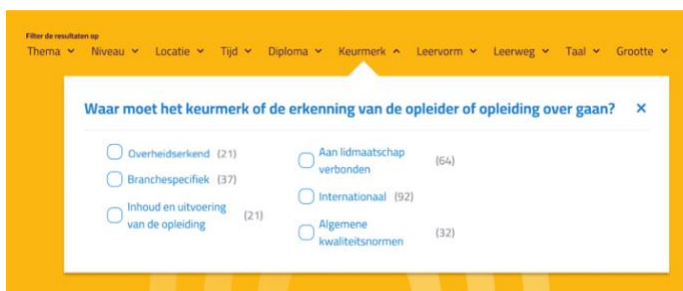 Filter de resultaten op
Thema Niveau Locatie Tijd Diploma Keurmerk Leervorm Leerweg Taal Grootte
Waar moet het keurmerk of de erkenning van de opleider of opleiding over gaan?
Overheidserkend (21)
Branchespecifiek (37)
Inhoud en uitvoering
van de opleiding (21)
Aan lidmaatschap
verbonden (64)
Internationaal (92)
Algemene
kwaliteitsnormen (32)